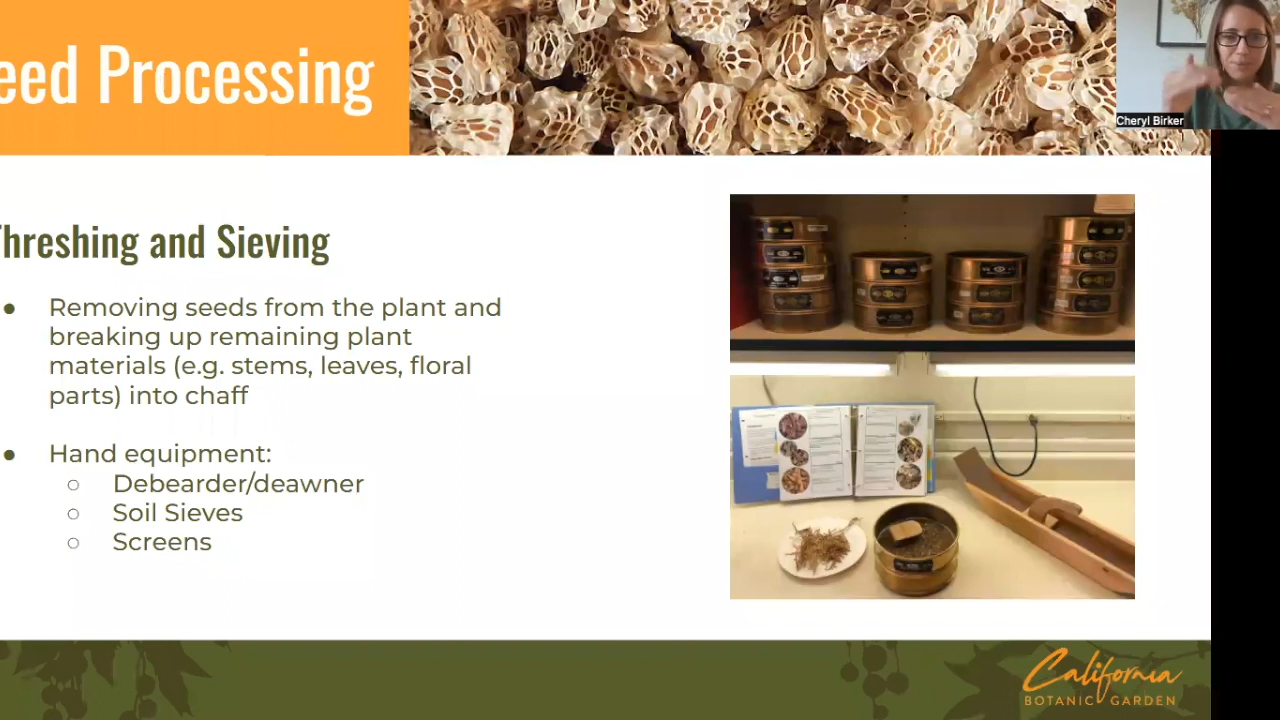 eed Processing
Cheryl Birker
hreshing and Sieving
● Removing seeds from the plant and
breaking up remaining plant
materials (e.g. stems, leaves, floral
parts) into chaff
● Hand equipment:
○ Debearder/deawner
○ Soil Sieves
○ Screens
California
BOTANIC GARDEN